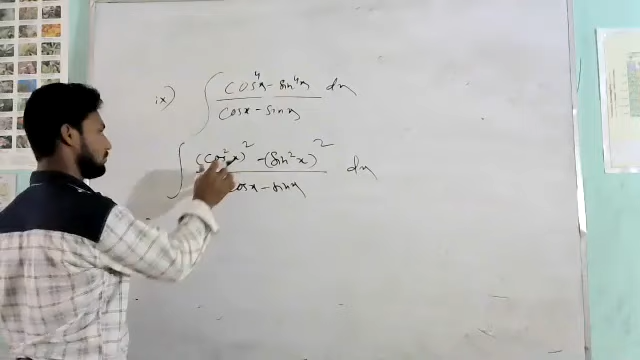 ix) ∫ (cos⁴x - sin⁴x)/(cosx - sinx) dx
∫ ((cos²x)² - (sin²x)²)/(cosx - sinx) dx